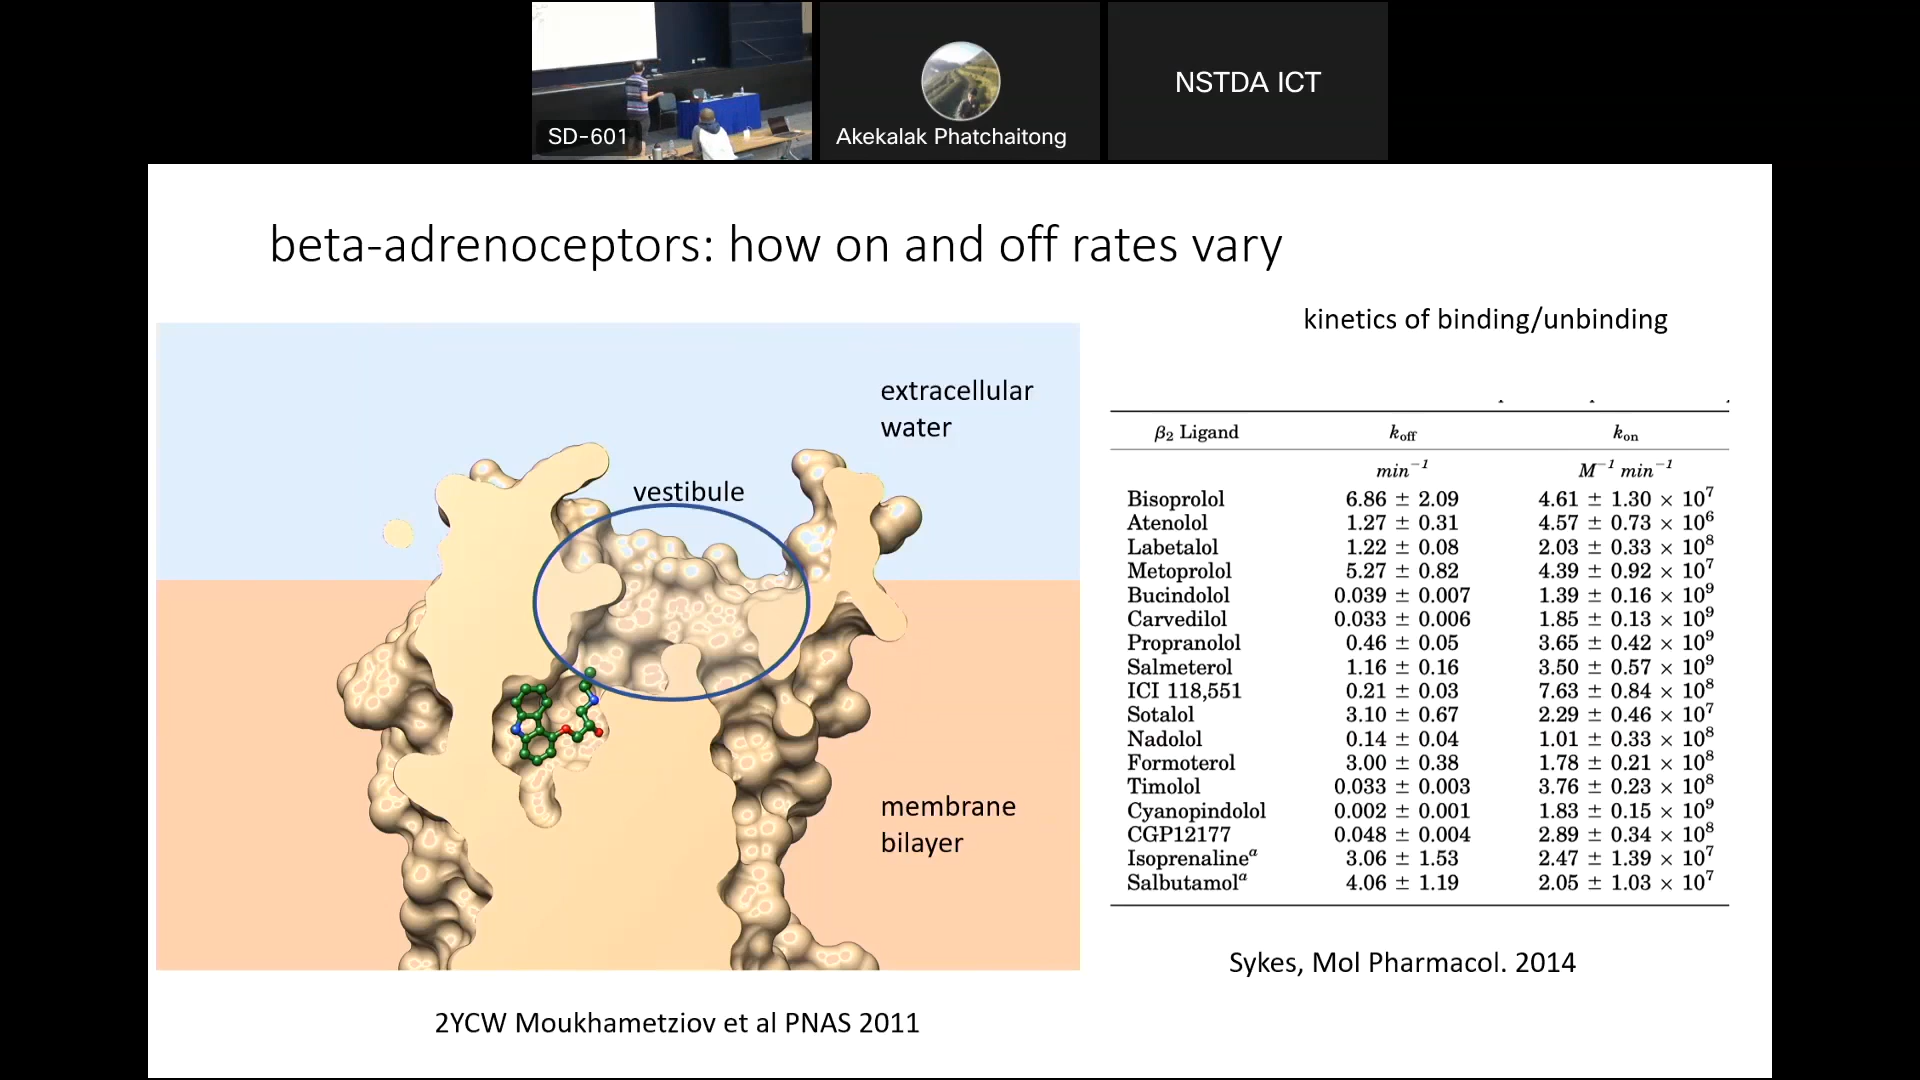 SD-601
Akekalak Phatchaitong
NSTDA ICT
beta-adrenoceptors: how on and off rates vary
kinetics of binding/unbinding
extracellular
water
vestibule
membrane
bilayer
2YCW Moukhametziov et al PNAS 2011
β₂ Ligand k_off k_on
min⁻¹ M⁻¹ min⁻¹
Bisoprolol 6.86 ± 2.09 4.61 ± 1.30 × 10⁷
Atenolol 1.27 ± 0.31 4.57 ± 0.73 × 10⁶
Labetalol 1.22 ± 0.08 2.03 ± 0.33 × 10⁸
Metoprolol 5.27 ± 0.82 4.39 ± 0.92 × 10⁷
Bucindolol 0.039 ± 0.007 1.39 ± 0.16 × 10⁹
Carvedilol 0.033 ± 0.006 1.85 ± 0.13 × 10⁹
Propranolol 0.46 ± 0.05 3.65 ± 0.42 × 10⁹
Salmeterol 1.16 ± 0.16 3.50 ± 0.57 × 10⁹
ICI 118,551 0.21 ± 0.03 7.63 ± 0.84 × 10⁸
Sotalol 3.10 ± 0.67 2.29 ± 0.46 × 10⁷
Nadolol 0.14 ± 0.04 1.01 ± 0.33 × 10⁸
Formoterol 3.00 ± 0.38 1.78 ± 0.21 × 10⁸
Timolol 0.033 ± 0.003 3.76 ± 0.23 × 10⁸
Cyanopindolol 0.002 ± 0.001 1.83 ± 0.15 × 10⁹
CGP12177 0.048 ± 0.004 2.89 ± 0.34 × 10⁸
Isoprenalineᵃ 3.06 ± 1.53 2.47 ± 1.39 × 10⁷
Salbutamolᵃ 4.06 ± 1.19 2.05 ± 1.03 × 10⁷
Sykes, Mol Pharmacol. 2014